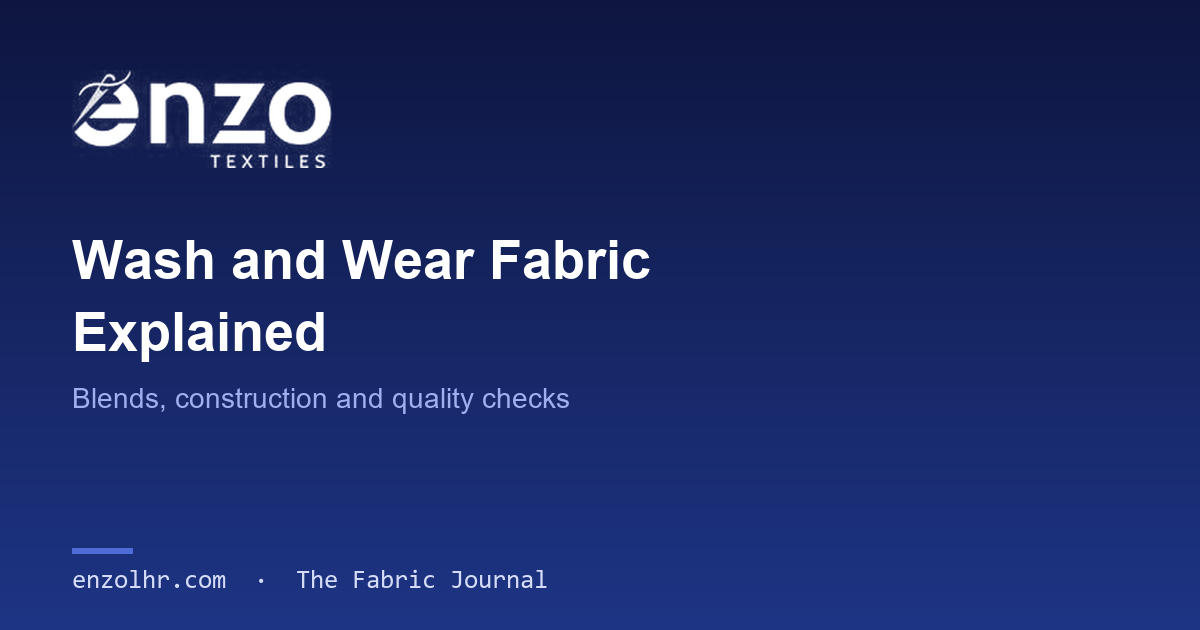 enzo
TEXTILES
Wash and Wear Fabric
Explained
Blends, construction and quality checks
enzolhr.com · The Fabric Journal